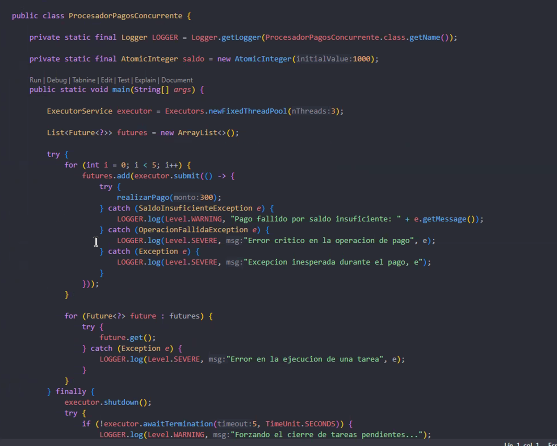 public class ProcesadorPagosConcurrente {
private static final Logger LOGGER = Logger.getLogger(ProcesadorPagosConcurrente.class.getName());
private static final AtomicInteger saldo = new AtomicInteger(initialValue:1000);
Run | Debug | Tabnine | Edit | Test | Explain | Document
public static void main(String[] args) {
ExecutorService executor = Executors.newFixedThreadPool(nThreads:3);
List<Future<?>> futures = new ArrayList<>();
try {
for (int i = 0; i < 5; i++) {
futures.add(executor.submit(() -> {
try {
realizarPago(monto:300);
} catch (SaldoInsuficienteException e) {
LOGGER.log(Level.WARNING, "Pago fallido por saldo insuficiente: " + e.getMessage());
} catch (OperacionFallidaException e) {
LOGGER.log(Level.SEVERE, msg:"Error critico en la operacion de pago", e);
} catch (Exception e) {
LOGGER.log(Level.SEVERE, msg:"Excepcion inesperada durante el pago, e");
}
}));
}
for (Future<?> future : futures) {
try {
future.get();
} catch (Exception e) {
LOGGER.log(Level.SEVERE, msg:"Error en la ejecucion de una tarea", e);
}
}
} finally {
executor.shutdown();
try {
if (!executor.awaitTermination(timeout:5, TimeUnit.SECONDS)) {
LOGGER.log(Level.WARNING, msg:"Forzando el cierre de tareas pendientes...");